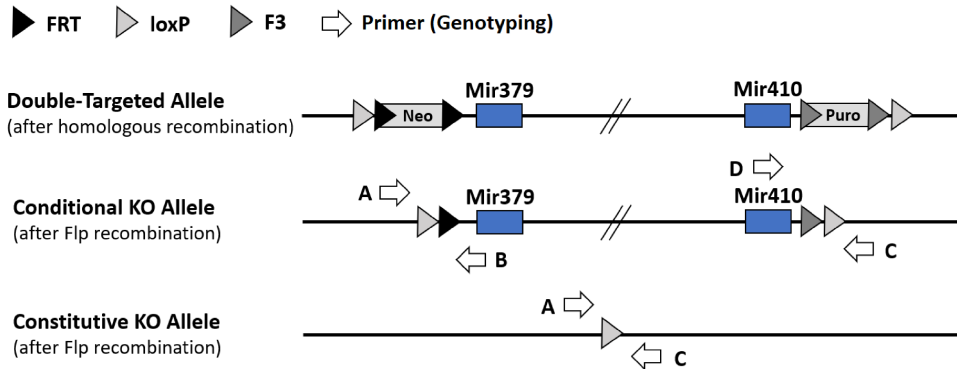 FRT loxP F3 Primer (Genotyping)
Double-Targeted Allele
(after homologous recombination)
Neo
Mir379
Mir410
Puro
Conditional KO Allele
(after Flp recombination)
A
Mir379
B
D
Mir410
C
Constitutive KO Allele
(after Flp recombination)
A
C